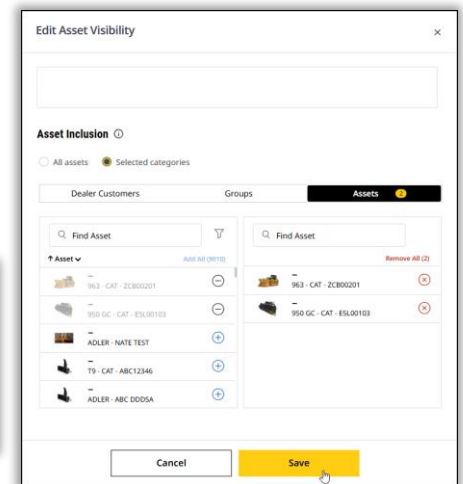 Edit Asset Visibility
Asset Inclusion
All assets Selected categories
Dealer Customers Groups Assets 2
Find Asset
Asset Add All (9810)
–
963 - CAT - ZCB00201
–
950 GC - CAT - ESL00103
–
ADLER - NATE TEST
–
T9 - CAT - ABC12346
–
ADLER - ABC DDDSA
Find Asset
Remove All (2)
–
963 - CAT - ZCB00201
–
950 GC - CAT - ESL00103
Cancel Save